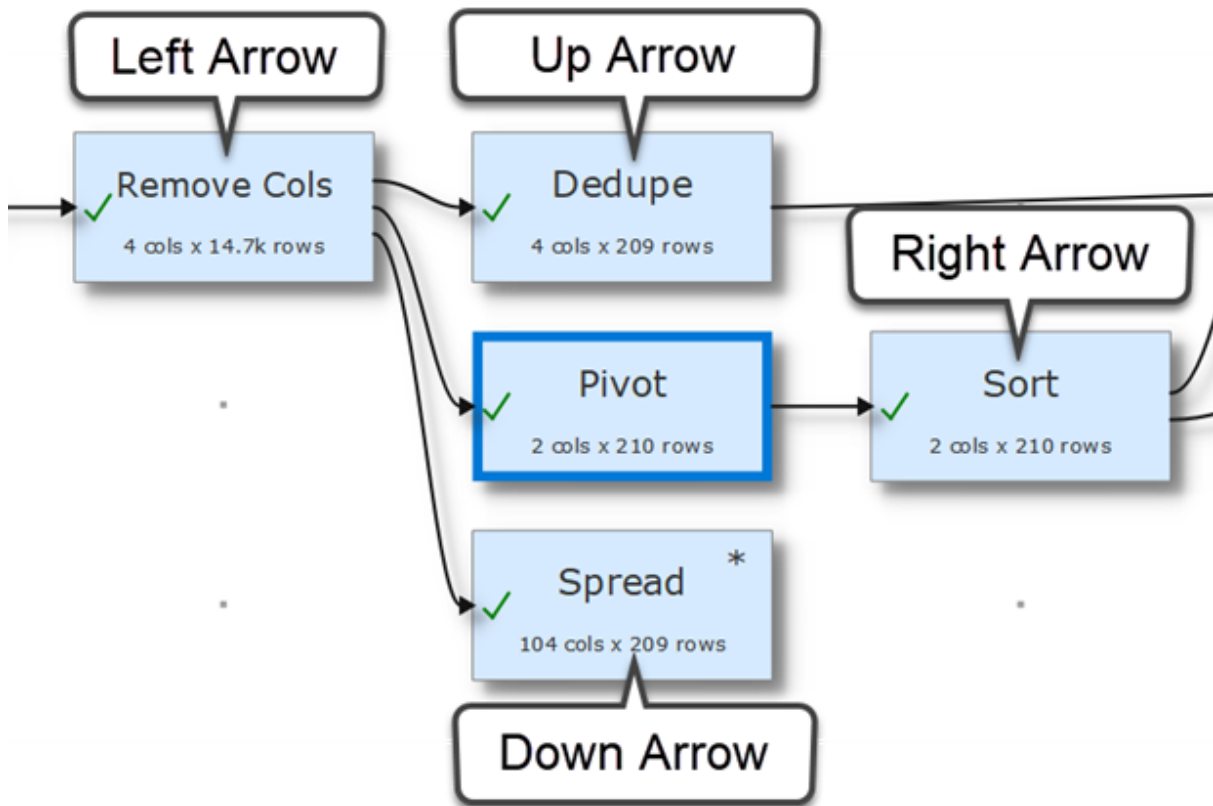 Left Arrow
Up Arrow
Remove Cols
4 cols x 14.7k rows
Dedupe
4 cols x 209 rows
Right Arrow
Pivot
2 cols x 210 rows
Sort
2 cols x 210 rows
Spread
*
104 cols x 209 rows
Down Arrow